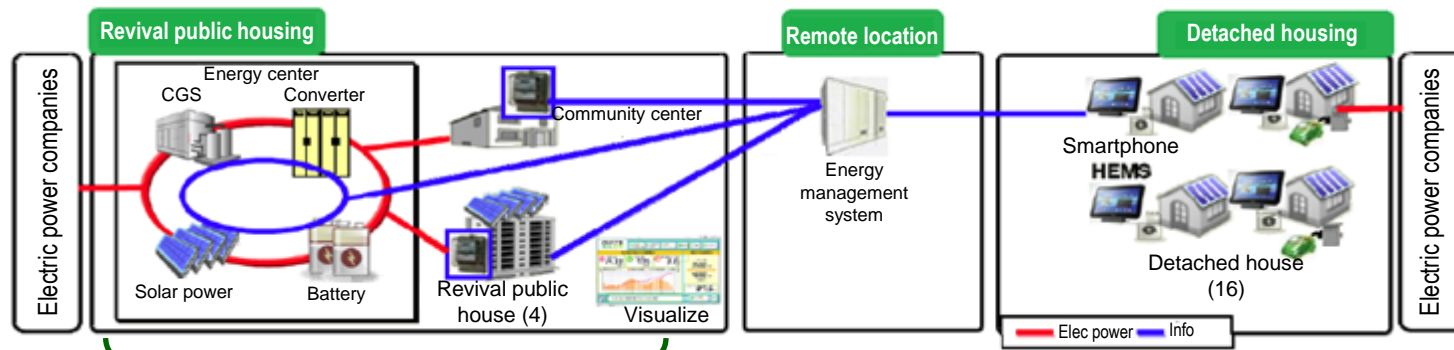 Revival public housing
Remote location
Detached housing
Electric power companies
Energy center
CGS
Converter
Solar power
Battery
Community center
Revival public
house (4)
Visualize
Energy
management
system
Smartphone
HEMS
Detached house
(16)
Elec power
Info
Electric power companies